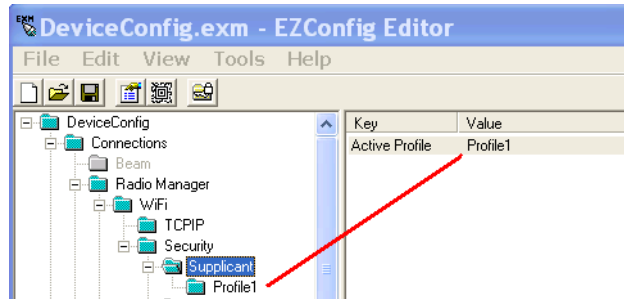 EXM DeviceConfig.exm - EZConfig Editor
File Edit View Tools Help
DeviceConfig
Key Value
Connections
Active Profile Profile1
Beam
Radio Manager
WiFi
TCPIP
Security
Supplicant
Profile1